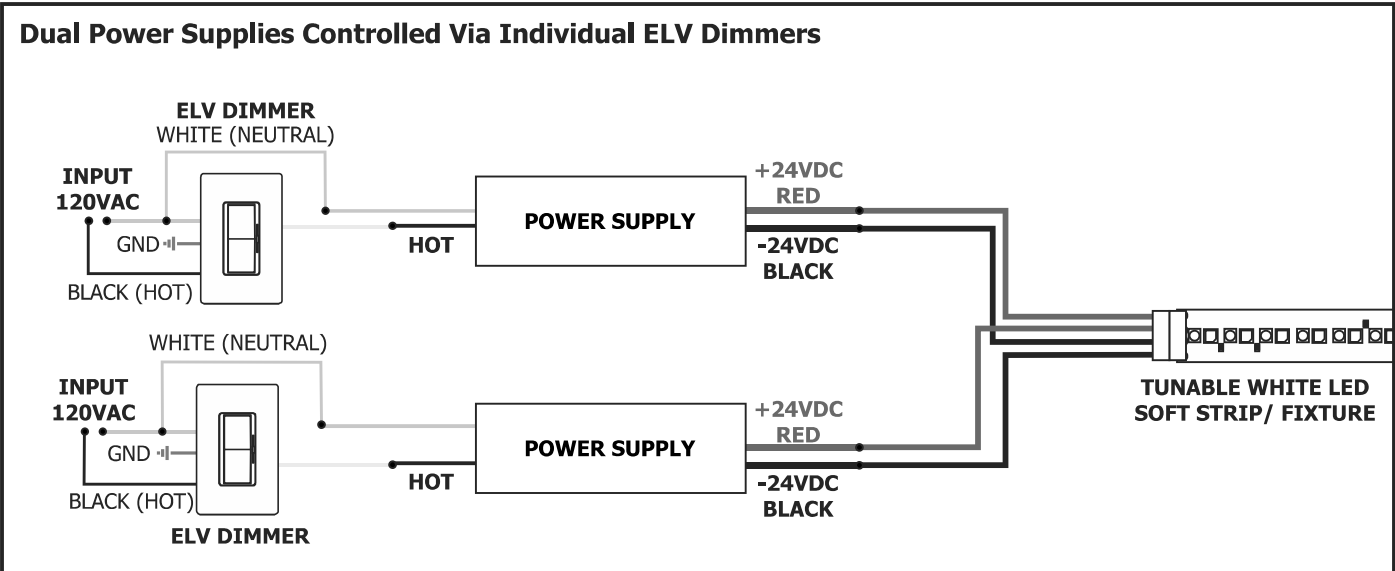 Dual Power Supplies Controlled Via Individual ELV Dimmers
ELV DIMMER
WHITE (NEUTRAL)
INPUT
120VAC
GND
BLACK (HOT)
HOT
POWER SUPPLY
+24VDC
RED
-24VDC
BLACK
WHITE (NEUTRAL)
INPUT
120VAC
GND
BLACK (HOT)
ELV DIMMER
HOT
POWER SUPPLY
+24VDC
RED
-24VDC
BLACK
TUNABLE WHITE LED
SOFT STRIP/ FIXTURE